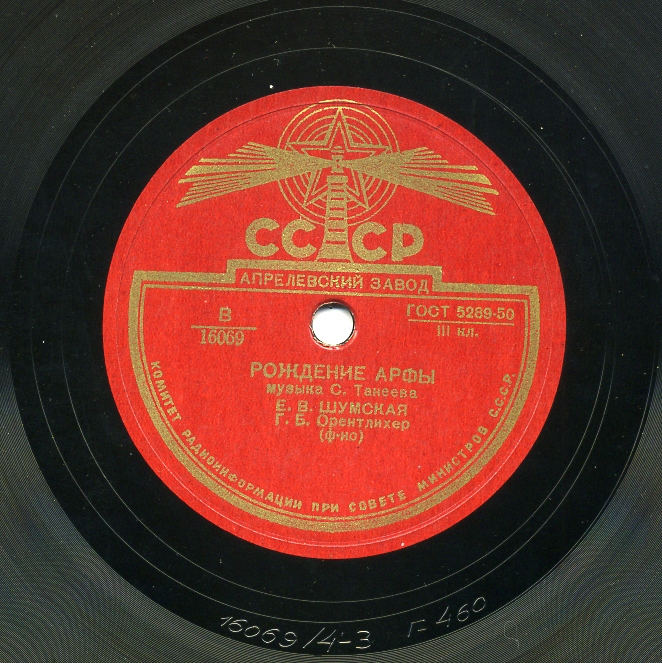 СССР
АПРЕЛЕВСКИЙ ЗАВОД
В
16069
ГОСТ 5289-50
III кл.
РОЖДЕНИЕ АРФЫ
музыка С. Танеева
Е. В. ШУМСКАЯ
Г. Б. Орентлихер
(ф-но)
КОМИТЕТ РАДИОИНФОРМАЦИИ ПРИ СОВЕТЕ МИНИСТРОВ С.С.С.Р.
16069/4-3 Г-460